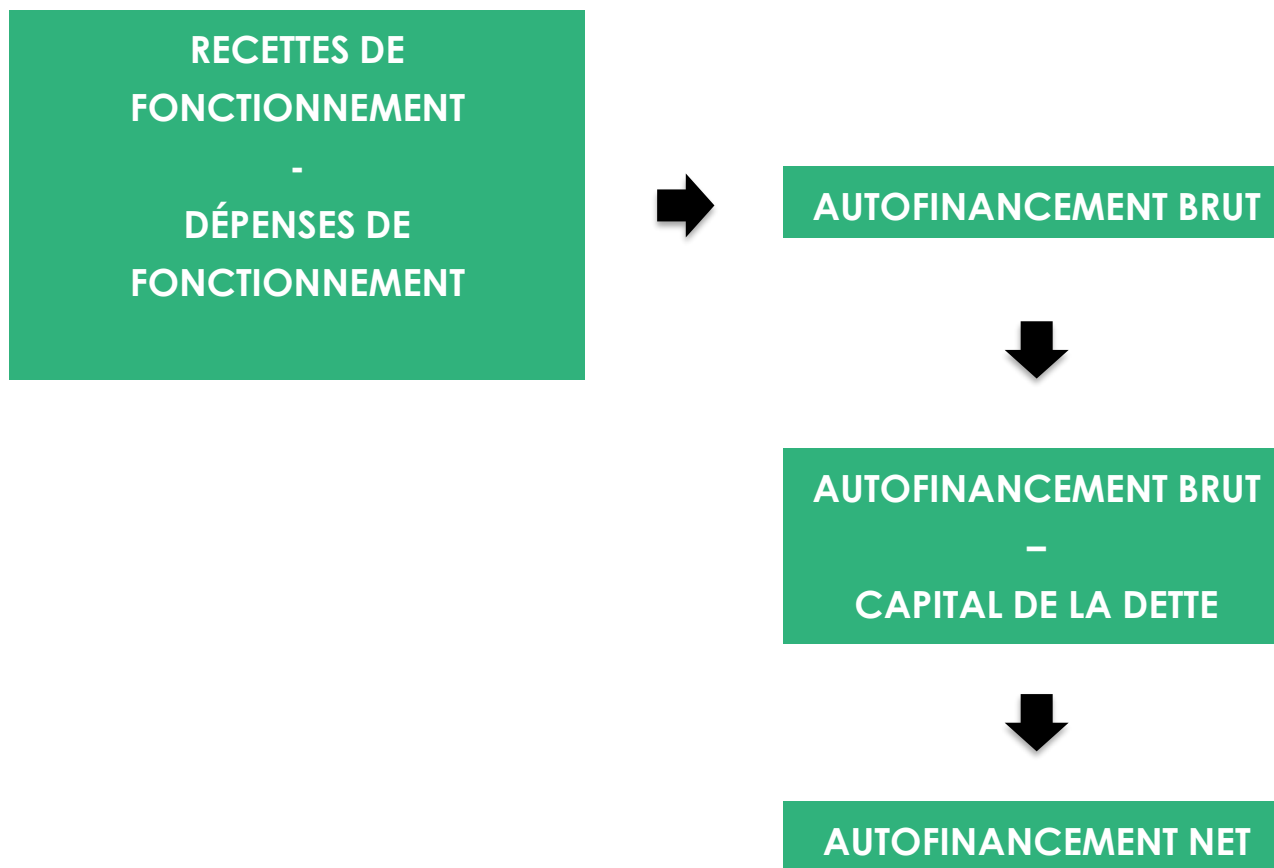 RECETTES DE
FONCTIONNEMENT
-
DÉPENSES DE
FONCTIONNEMENT
AUTOFINANCEMENT BRUT
AUTOFINANCEMENT BRUT
–
CAPITAL DE LA DETTE
AUTOFINANCEMENT NET